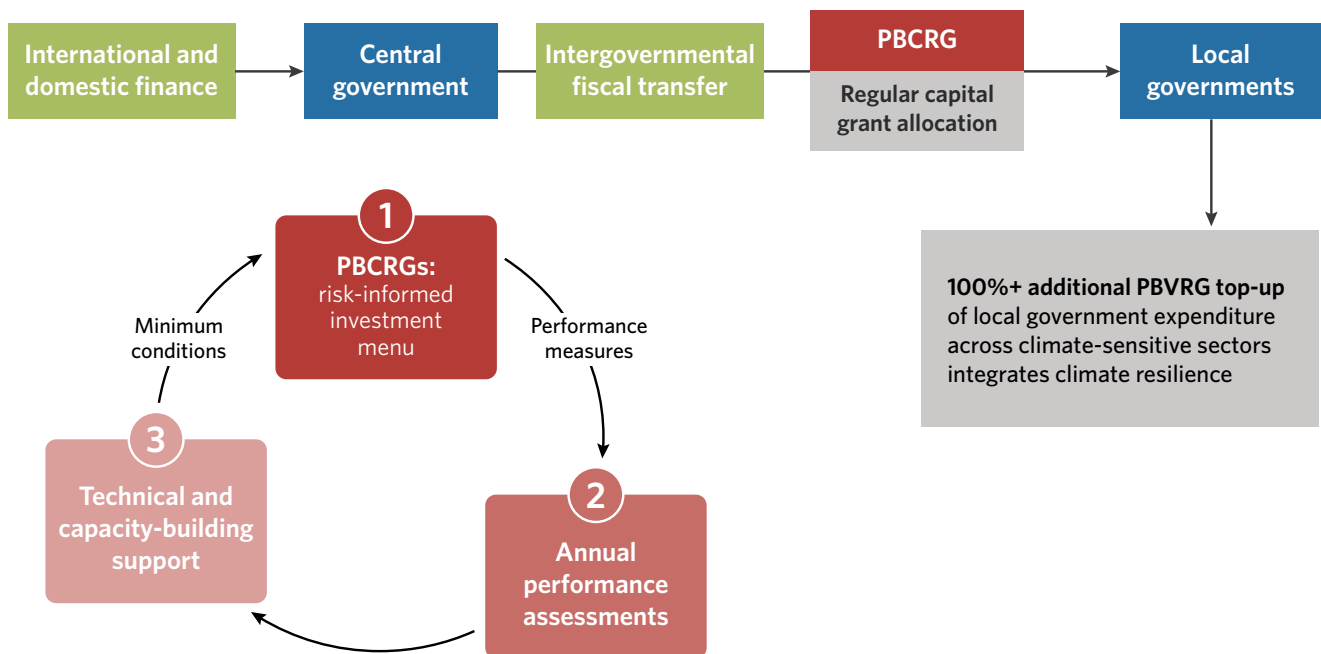 International and
domestic finance
Central
government
Intergovernmental
fiscal transfer
PBCRG
Regular capital
grant allocation
Local
governments
100%+ additional PBVRG top-up
of local government expenditure
across climate-sensitive sectors
integrates climate resilience
1
PBCRGs:
risk-informed
investment
menu
Performance
measures
2
Annual
performance
assessments
3
Technical and
capacity-building
support
Minimum
conditions